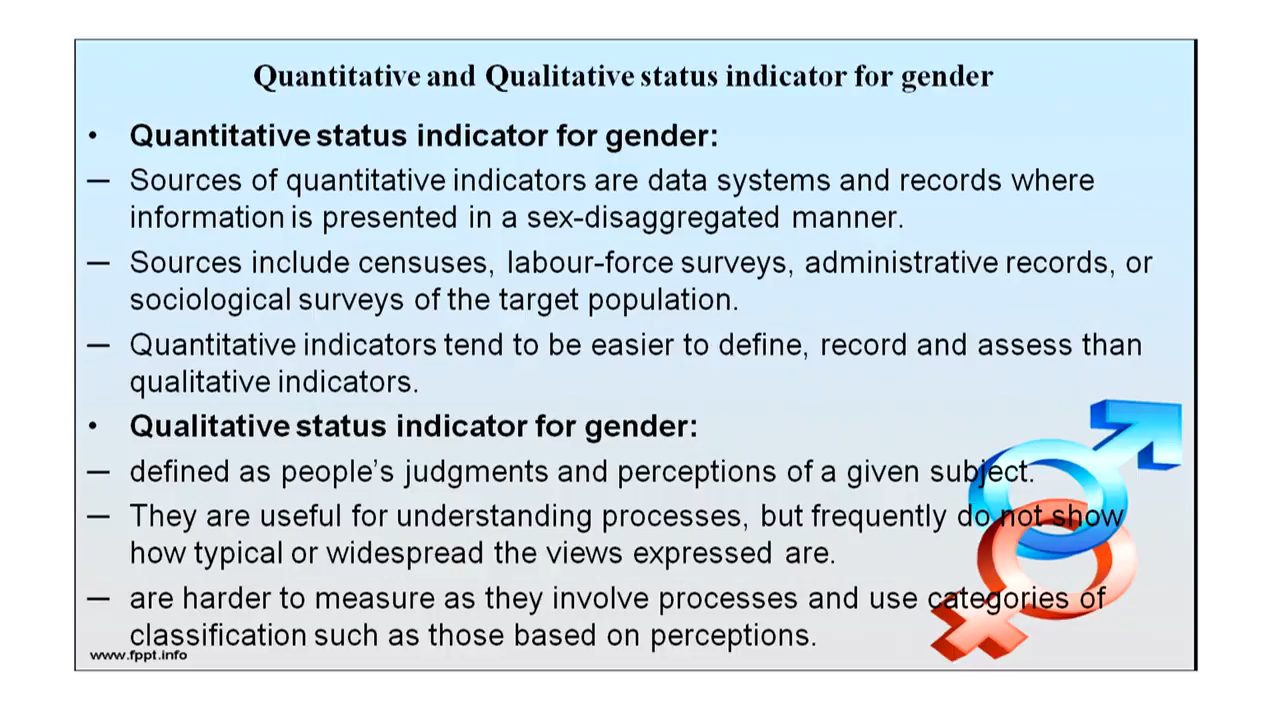 Quantitative and Qualitative status indicator for gender
• Quantitative status indicator for gender:
– Sources of quantitative indicators are data systems and records where
information is presented in a sex-disaggregated manner.
– Sources include censuses, labour-force surveys, administrative records, or
sociological surveys of the target population.
– Quantitative indicators tend to be easier to define, record and assess than
qualitative indicators.
• Qualitative status indicator for gender:
– defined as people’s judgments and perceptions of a given subject.
– They are useful for understanding processes, but frequently do not show
how typical or widespread the views expressed are.
– are harder to measure as they involve processes and use categories of
classification such as those based on perceptions.
www.fppt.info